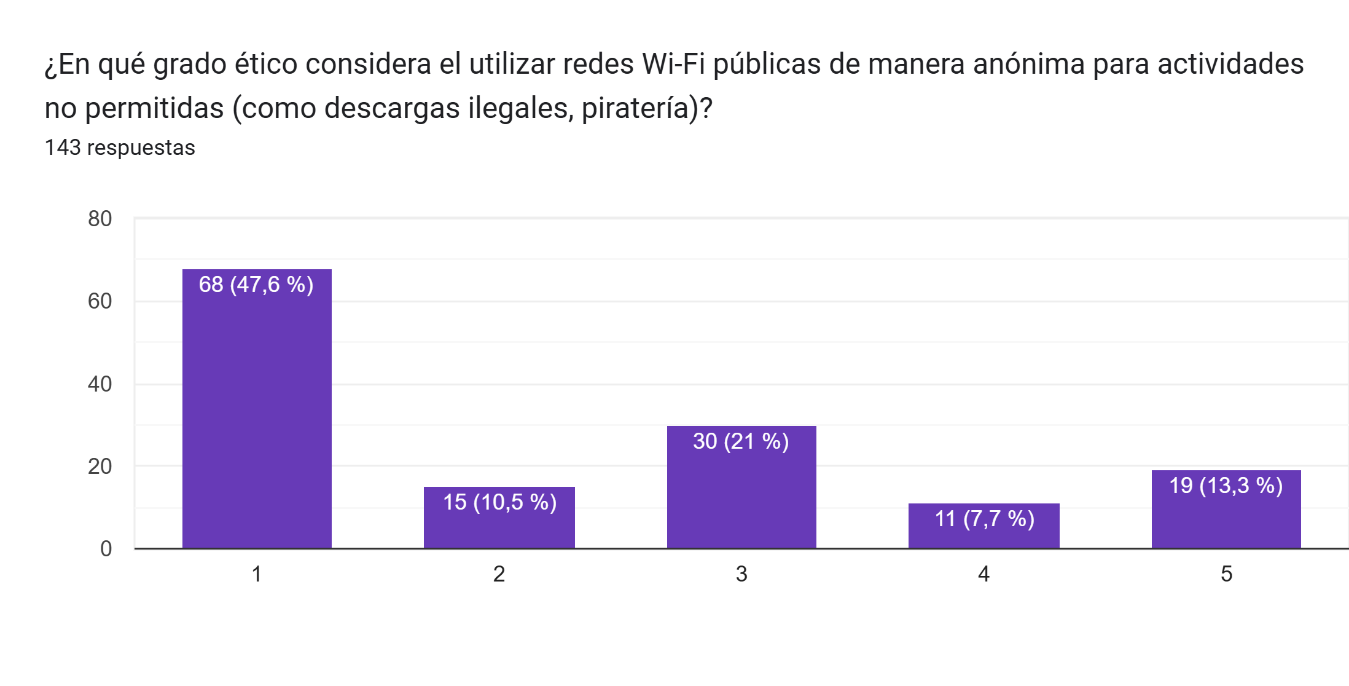 ¿En qué grado ético considera el utilizar redes Wi-Fi públicas de manera anónima para actividades
no permitidas (como descargas ilegales, piratería)?
143 respuestas
80
60
40
20
0
68 (47,6 %)
15 (10,5 %)
30 (21 %)
11 (7,7 %)
19 (13,3 %)
1
2
3
4
5